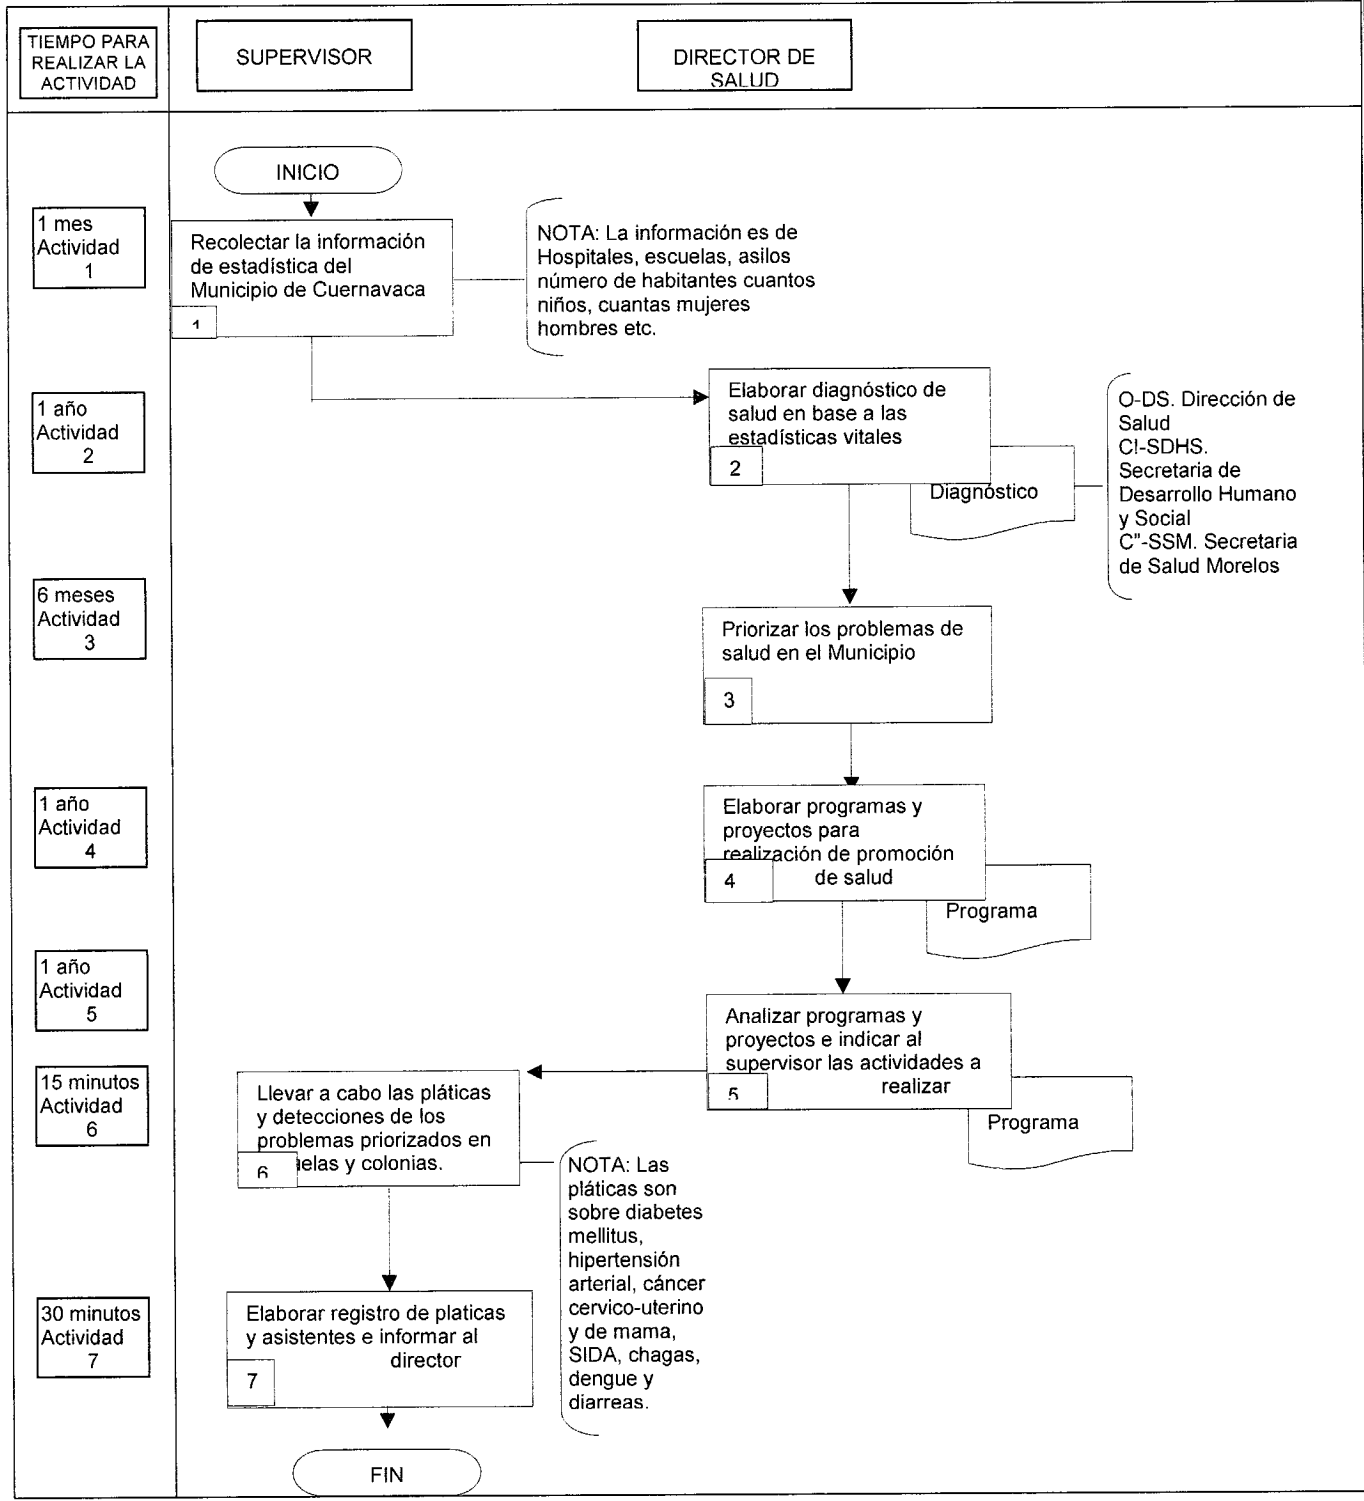 TIEMPO PARA
REALIZAR LA
ACTIVIDAD
SUPERVISOR
DIRECTOR DE
SALUD
INICIO
1 mes
Actividad
1
Recolectar la información
de estadística del
Municipio de Cuernavaca
1
NOTA: La información es de
Hospitales, escuelas, asilos
número de habitantes cuantos
niños, cuantas mujeres
hombres etc.
1 año
Actividad
2
Elaborar diagnóstico de
salud en base a las
estadísticas vitales
2
Diagnóstico
O-DS. Dirección de
Salud
C!-SDHS.
Secretaria de
Desarrollo Humano
y Social
C"-SSM. Secretaria
de Salud Morelos
6 meses
Actividad
3
Priorizar los problemas de
salud en el Municipio
3
1 año
Actividad
4
Elaborar programas y
proyectos para
realización de promoción
de salud
4
Programa
1 año
Actividad
5
Analizar programas y
proyectos e indicar al
supervisor las actividades a
realizar
5
Programa
15 minutos
Actividad
6
Llevar a cabo las pláticas
y detecciones de los
problemas priorizados en
elas y colonias.
6
NOTA: Las
pláticas son
sobre diabetes
mellitus,
hipertensión
arterial, cáncer
cervico-uterino
y de mama,
SIDA, chagas,
dengue y
diarreas.
30 minutos
Actividad
7
Elaborar registro de platicas
y asistentes e informar al
director
7
FIN